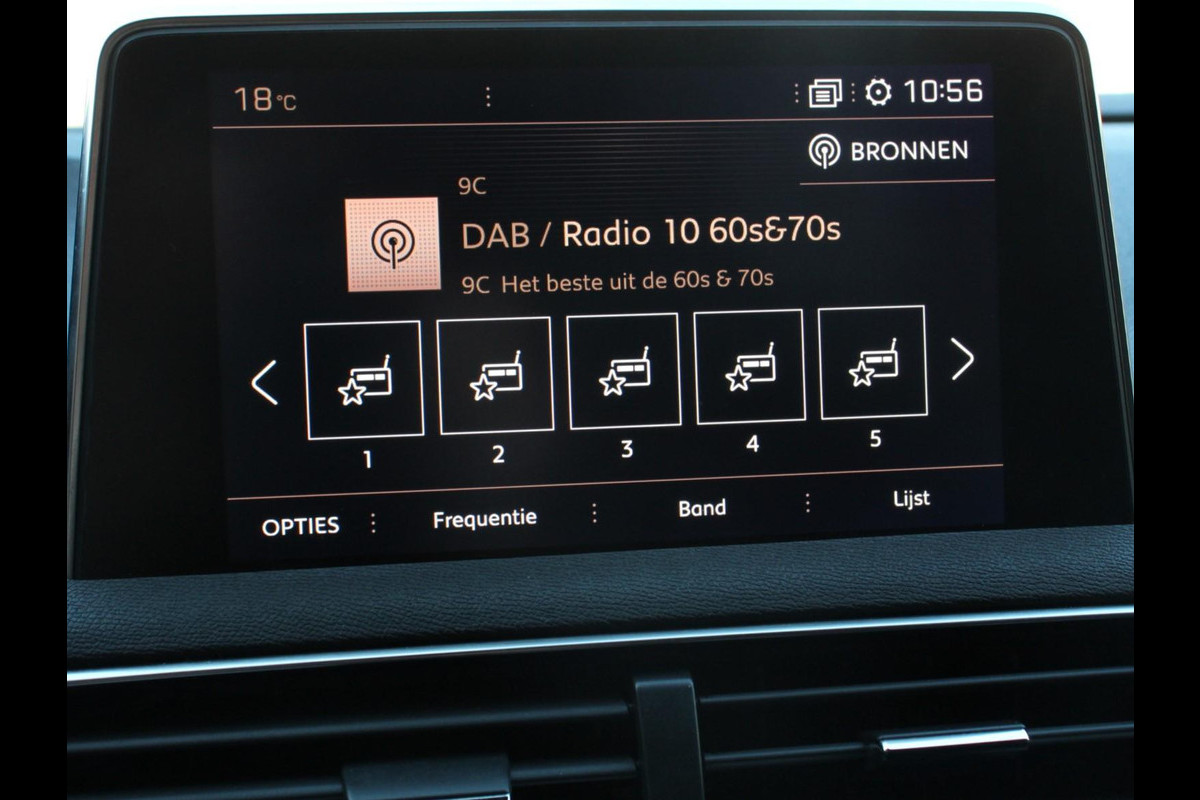 18°C
10:56
BRONNEN
9C
DAB / Radio 10 60s&70s
9C Het beste uit de 60s & 70s
1 2 3 4 5
OPTIES Frequentie Band Lijst